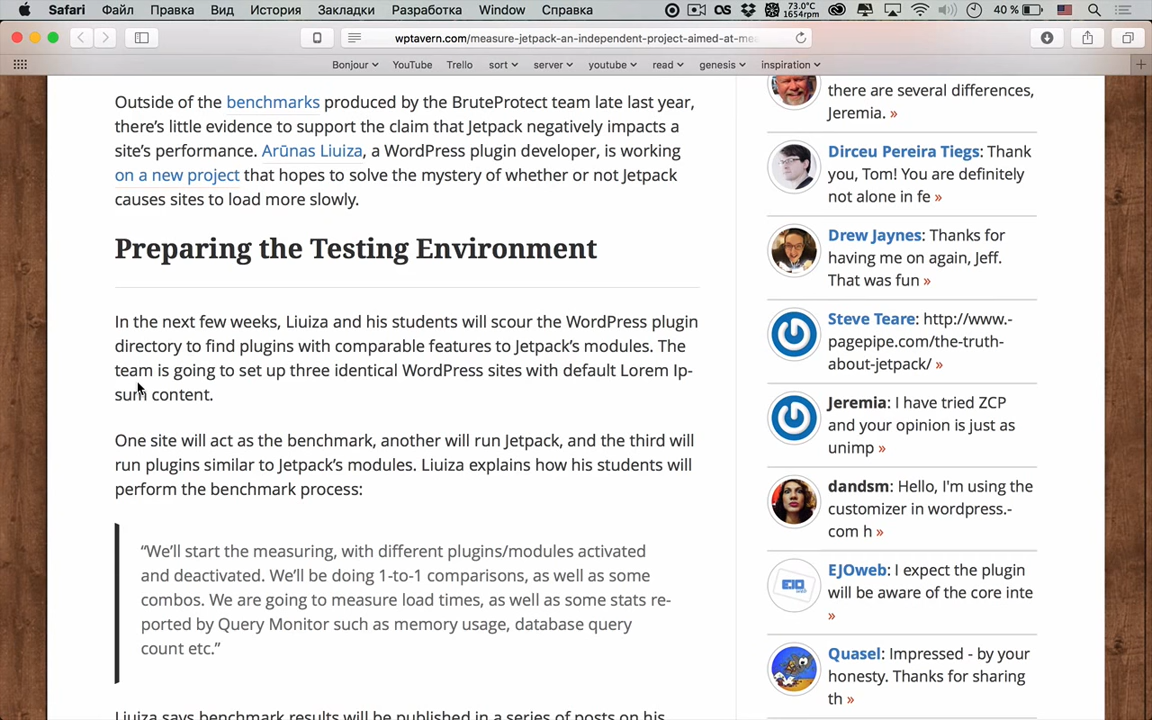 Safari Файл Правка Вид История Закладки Разработка Window Справка
73.0°C
1654rpm
40 %
wptavern.com/measure-jetpack-an-independent-project-aimed-at-me
Bonjour YouTube Trello sort server youtube read genesis inspiration
Outside of the benchmarks produced by the BruteProtect team late last year,
there’s little evidence to support the claim that Jetpack negatively impacts a
site’s performance. Arūnas Liuiza, a WordPress plugin developer, is working
on a new project that hopes to solve the mystery of whether or not Jetpack
causes sites to load more slowly.
Preparing the Testing Environment
In the next few weeks, Liuiza and his students will scour the WordPress plugin
directory to find plugins with comparable features to Jetpack’s modules. The
team is going to set up three identical WordPress sites with default Lorem Ip-
sum content.
One site will act as the benchmark, another will run Jetpack, and the third will
run plugins similar to Jetpack’s modules. Liuiza explains how his students will
perform the benchmark process:
“We’ll start the measuring, with different plugins/modules activated
and deactivated. We’ll be doing 1-to-1 comparisons, as well as some
combos. We are going to measure load times, as well as some stats re-
ported by Query Monitor such as memory usage, database query
count etc.”
Liuiza says benchmark results will be published in a series of posts on his
there are several differences,
Jeremia. »
Dirceu Pereira Tiegs: Thank
you, Tom! You are definitely
not alone in fe »
Drew Jaynes: Thanks for
having me on again, Jeff.
That was fun »
Steve Teare: http://www.-
pagepipe.com/the-truth-
about-jetpack/ »
Jeremia: I have tried ZCP
and your opinion is just as
unimp »
dandsm: Hello, I'm using the
customizer in wordpress.-
com h »
EJOweb: I expect the plugin
will be aware of the core inte
»
Quasel: Impressed - by your
honesty. Thanks for sharing
th »